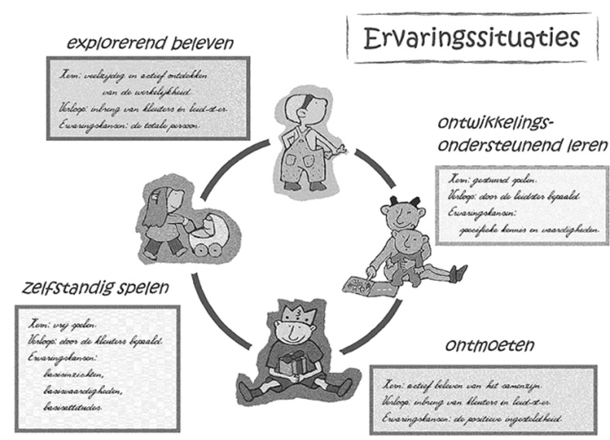 Ervaringssituaties
explorerend beleven
Kern: veelzijdig en actief ontdekken
van de werkelijkheid.
Verloop: inbreng van kleuters en leid-st-er.
Ervaringskansen: de totale persoon.
ontwikkelings-
ondersteunend leren
Kern: gestuurd spelen.
Verloop: door de leidster bepaald.
Ervaringskansen:
specifieke kennis en vaardigheden.
zelfstandig spelen
Kern: vrij spelen.
Verloop: door de kleuters bepaald.
Ervaringskansen:
basisinzichten,
basisvaardigheden,
basisattitudes.
ontmoeten
Kern: actief beleven van het samenzijn.
Verloop: inbreng van kleuters en leid-st-er.
Ervaringskansen: de positieve ingesteldheid.